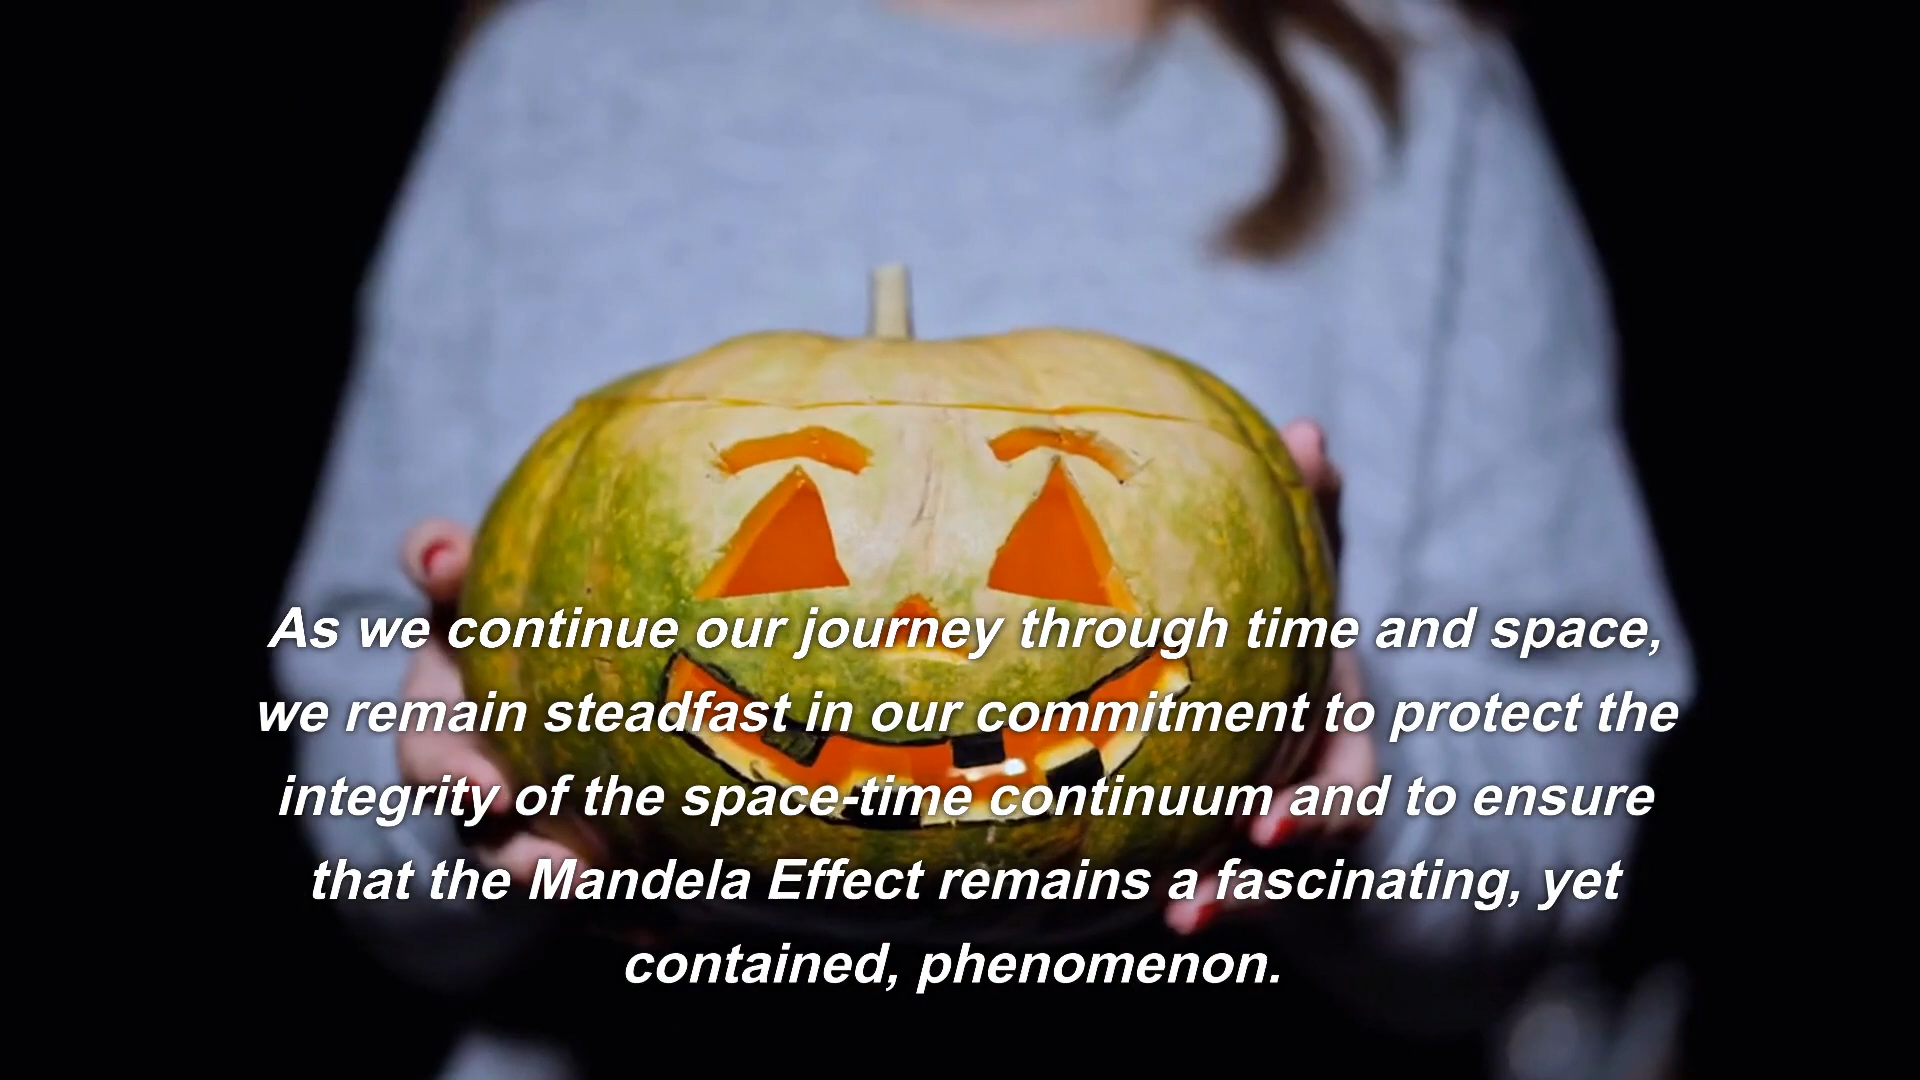 As we continue our journey through time and space,
we remain steadfast in our commitment to protect the
integrity of the space-time continuum and to ensure
that the Mandela Effect remains a fascinating, yet
contained, phenomenon.